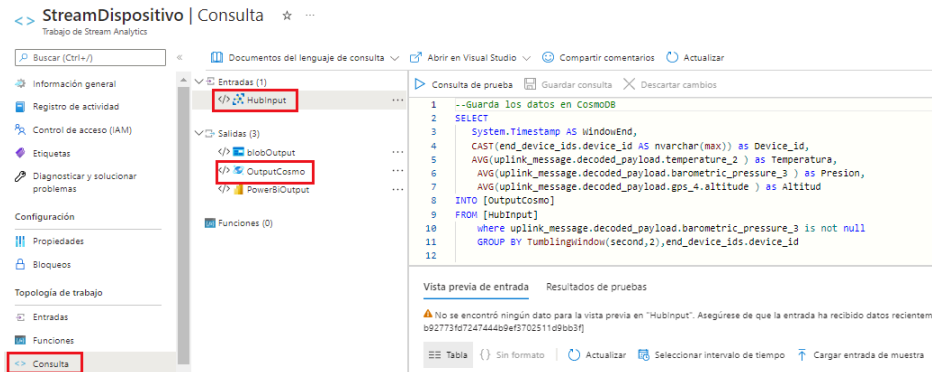 <> StreamDispositivo | Consulta ☆ ...
Trabajo de Stream Analytics
Buscar (Ctrl+/)
«
Información general
Registro de actividad
Control de acceso (IAM)
Etiquetas
Diagnosticar y solucionar
problemas
Configuración
Propiedades
Bloqueos
Topología de trabajo
Entradas
Funciones
<> Consulta
Documentos del lenguaje de consulta
Abrir en Visual Studio
Compartir comentarios
Actualizar
Entradas (1)
</> HubInput ...
Salidas (3)
</> blobOutput ...
</> OutputCosmo ...
</> PowerBiOutput ...
Funciones (0)
Consulta de prueba
Guardar consulta
Descartar cambios
1 --Guarda los datos en CosmoDB
2 SELECT
3 System.Timestamp AS WindowEnd,
4 CAST(end_device_ids.device_id AS nvarchar(max)) as Device_id,
5 AVG(uplink_message.decoded_payload.temperature_2 ) as Temperatura,
6 AVG(uplink_message.decoded_payload.barometric_pressure_3 ) as Presion,
7 AVG(uplink_message.decoded_payload.gps_4.altitude ) as Altitud
8 INTO [OutputCosmo]
9 FROM [HubInput]
10 where uplink_message.decoded_payload.barometric_pressure_3 is not null
11 GROUP BY TumblingWindow(second,2),end_device_ids.device_id
12
Vista previa de entrada
Resultados de pruebas
No se encontró ningún dato para la vista previa en "HubInput". Asegúrese de que la entrada ha recibido datos recientem
b92773fd7247444b9ef3702511d9bb3f]
Tabla
{} Sin formato
Actualizar
Seleccionar intervalo de tiempo
Cargar entrada de muestra